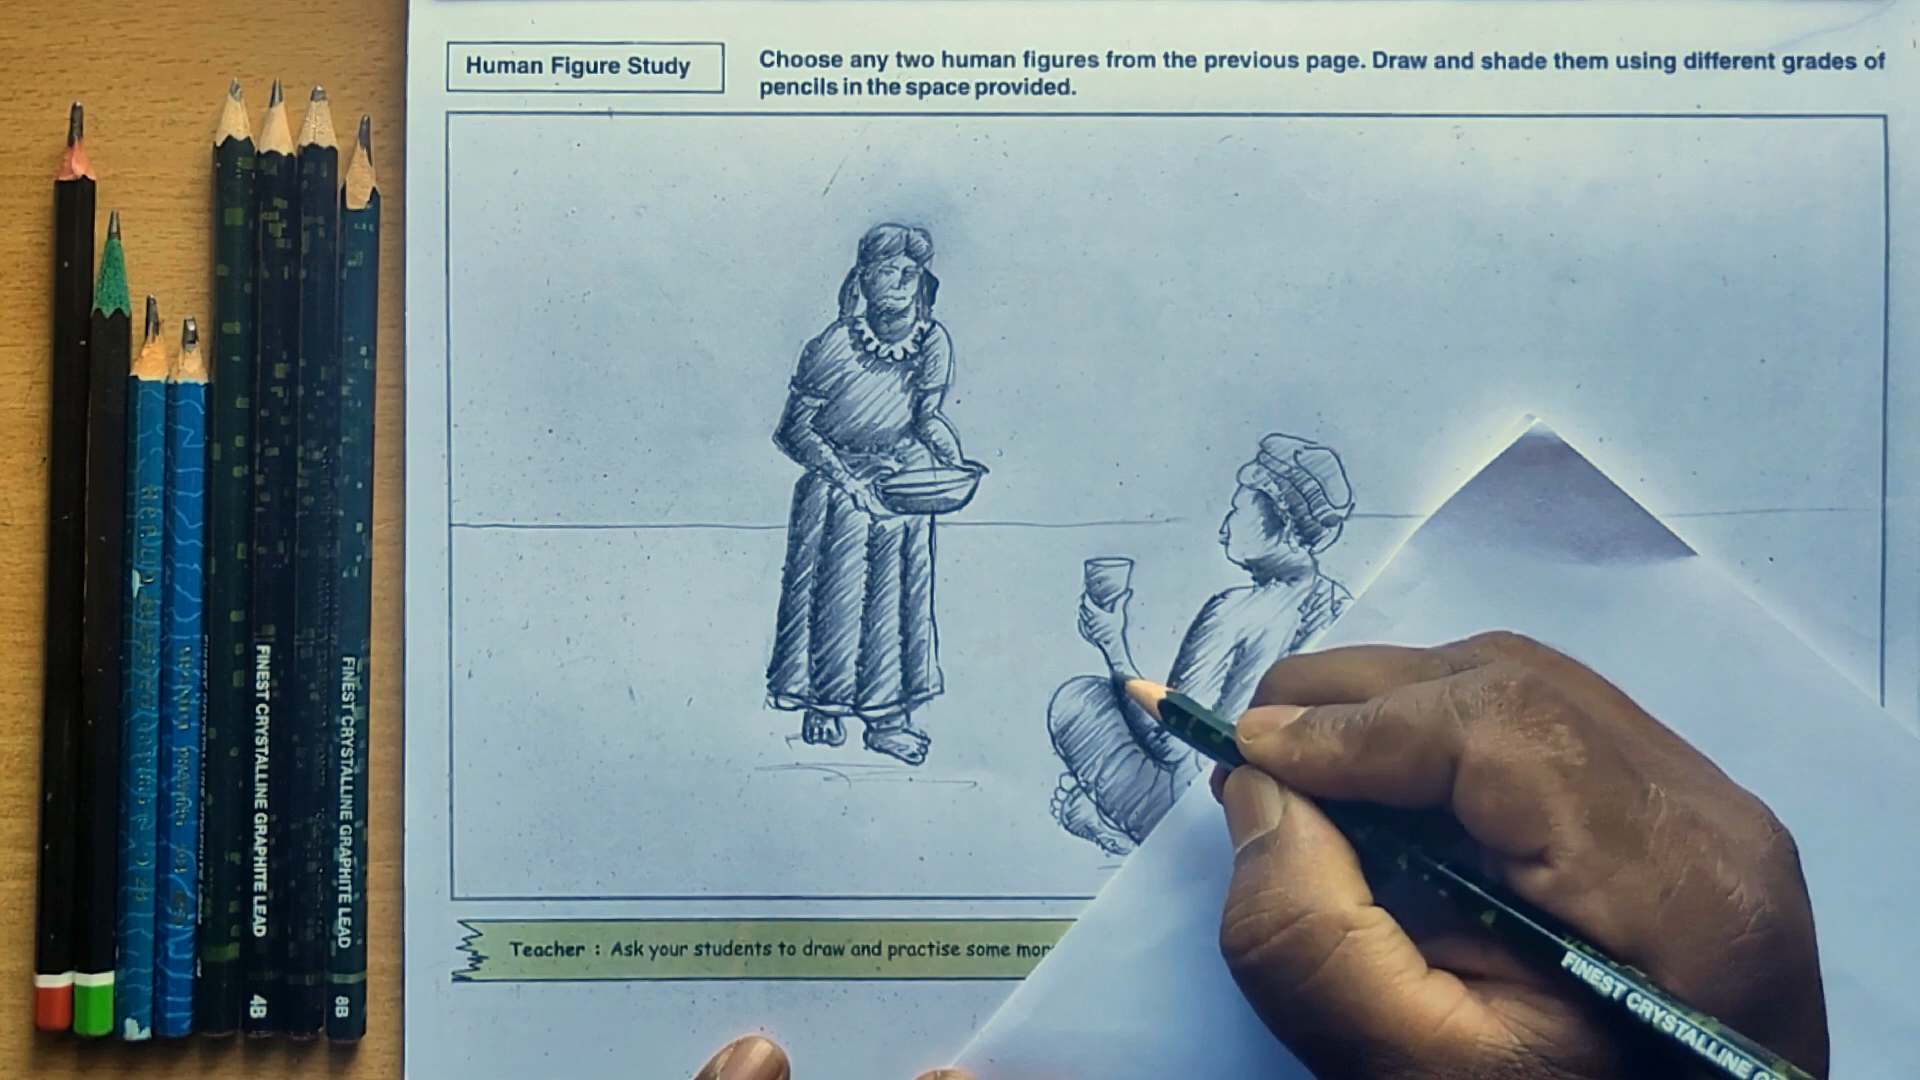 Human Figure Study
Choose any two human figures from the previous page. Draw and shade them using different grades of
pencils in the space provided.
Teacher : Ask your students to draw and practise some
FINEST CRYSTALLINE GRAPHITE LEAD 4B
FINEST CRYSTALLINE GRAPHITE LEAD 8B
FINEST CRYSTALLINE